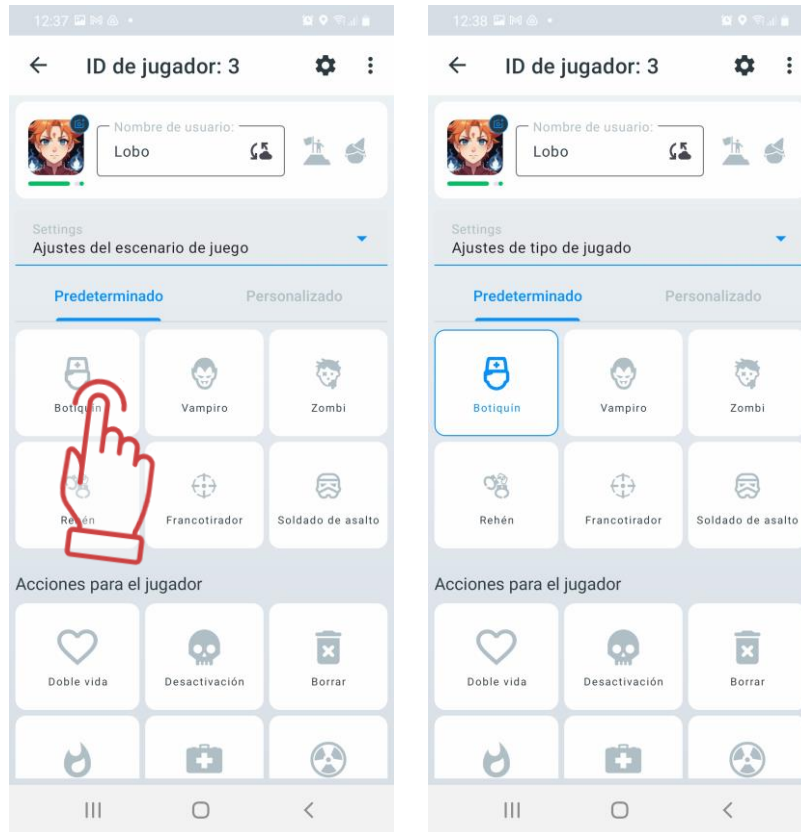 12:37
ID de jugador: 3
Nombre de usuario:
Lobo
Settings
Ajustes del escenario de juego
Predeterminado Personalizado
Botiquín Vampiro Zombi
Rehén Francotirador Soldado de asalto
Acciones para el jugador
Doble vida Desactivación Borrar
12:38
ID de jugador: 3
Nombre de usuario:
Lobo
Settings
Ajustes de tipo de jugado
Predeterminado Personalizado
Botiquín Vampiro Zombi
Rehén Francotirador Soldado de asalto
Acciones para el jugador
Doble vida Desactivación Borrar